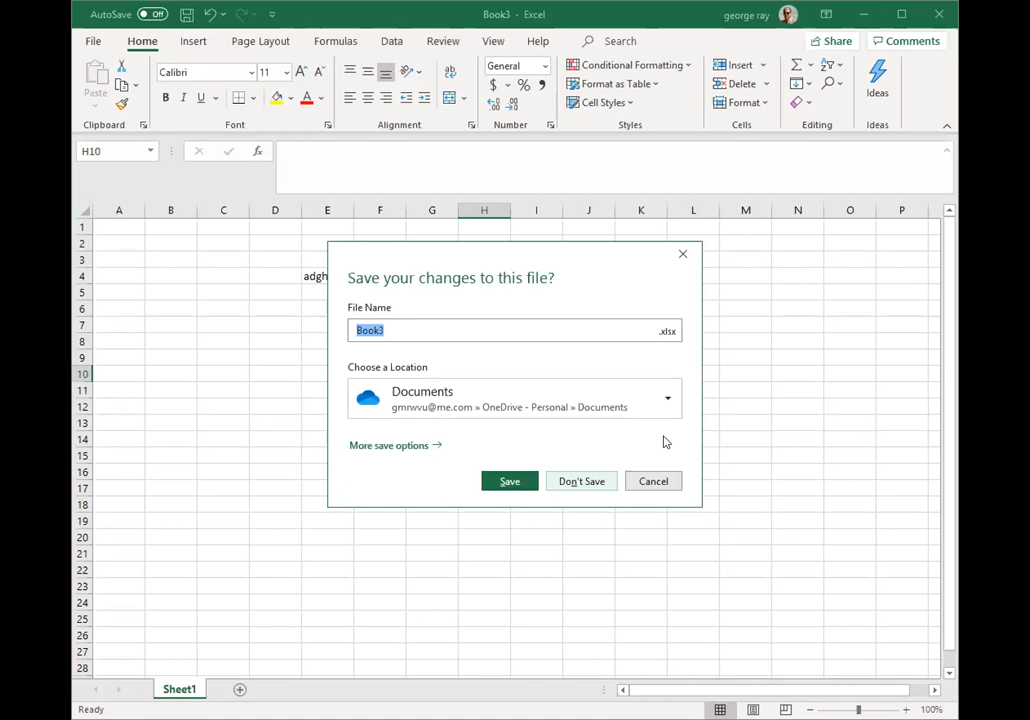 AutoSave Off Book3 - Excel george ray
File Home Insert Page Layout Formulas Data Review View Help Search Share Comments
Paste Calibri 11 General Conditional Formatting Insert
B I U A $ % Format as Table Delete Ideas
Cell Styles Format
Clipboard Font Alignment Number Styles Cells Editing Ideas
H10 fx
A B C D E F G H I J K L M N O P
1
2
3
4 adgh
5
6
7
8
9
10
11
12
13
14
15
16
17
18
19
20
21
22
23
24
25
26
27
28
Save your changes to this file?
File Name
Book3 .xlsx
Choose a Location
Documents
gmrwvu@me.com » OneDrive - Personal » Documents
More save options →
Save Don't Save Cancel
Sheet1
Ready 100%